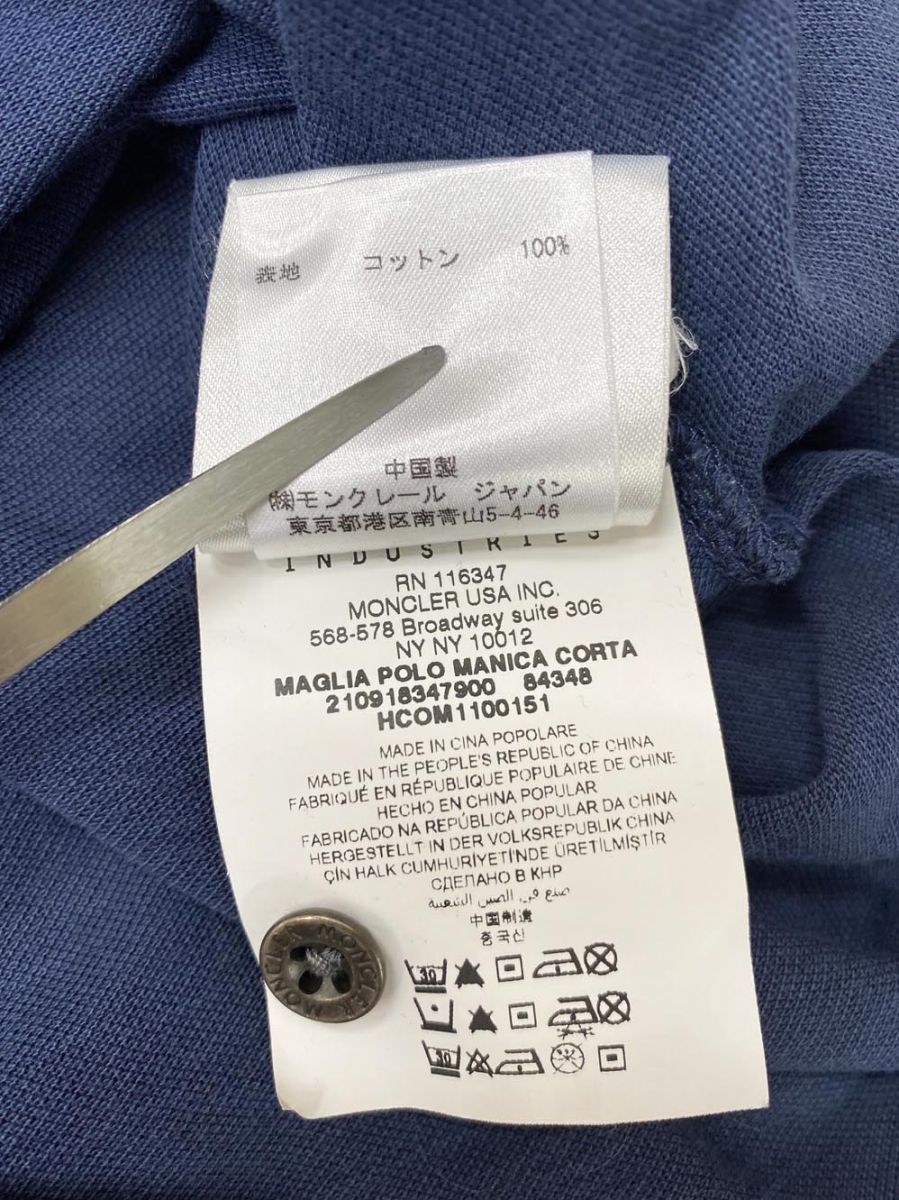 表地 コットン 100%
中国製
㈱モンクレール ジャパン
東京都港区南青山5-4-46
INDUSTRIES
RN 116347
MONCLER USA INC.
568-578 Broadway suite 306
NY NY 10012
MAGLIA POLO MANICA CORTA
210918347900 84348
HCOM1100151
MADE IN CINA POPOLARE
MADE IN THE PEOPLE'S REPUBLIC OF CHINA
FABRIQUÉ EN RÉPUBLIQUE POPULAIRE DE CHINE
HECHO EN CHINA POPULAR
FABRICADO NA REPÚBLICA POPULAR DA CHINA
HERGESTELLT IN DER VOLKSREPUBLIK CHINA
ÇİN HALK CUMHURİYETİNDE ÜRETİLMİŞTİR
СДЕЛАНО В КНР
صنع في الصين الشعبية
中国制造
중국산
MONCLER MONCLER
30
30